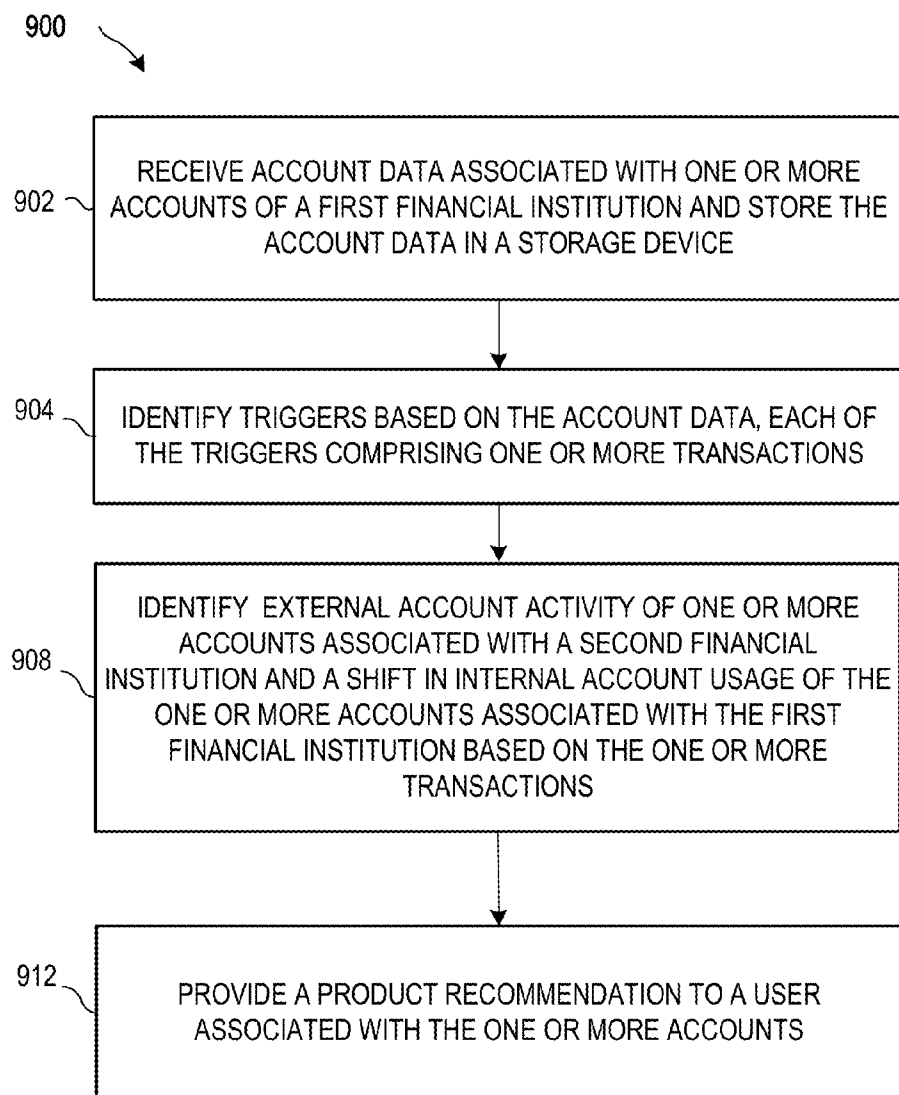 900
902
RECEIVE ACCOUNT DATA ASSOCIATED WITH ONE OR MORE
ACCOUNTS OF A FIRST FINANCIAL INSTITUTION AND STORE THE
ACCOUNT DATA IN A STORAGE DEVICE
904
IDENTIFY TRIGGERS BASED ON THE ACCOUNT DATA, EACH OF
THE TRIGGERS COMPRISING ONE OR MORE TRANSACTIONS
908
IDENTIFY EXTERNAL ACCOUNT ACTIVITY OF ONE OR MORE
ACCOUNTS ASSOCIATED WITH A SECOND FINANCIAL
INSTITUTION AND A SHIFT IN INTERNAL ACCOUNT USAGE OF THE
ONE OR MORE ACCOUNTS ASSOCIATED WITH THE FIRST
FINANCIAL INSTITUTION BASED ON THE ONE OR MORE
TRANSACTIONS
912
PROVIDE A PRODUCT RECOMMENDATION TO A USER
ASSOCIATED WITH THE ONE OR MORE ACCOUNTS